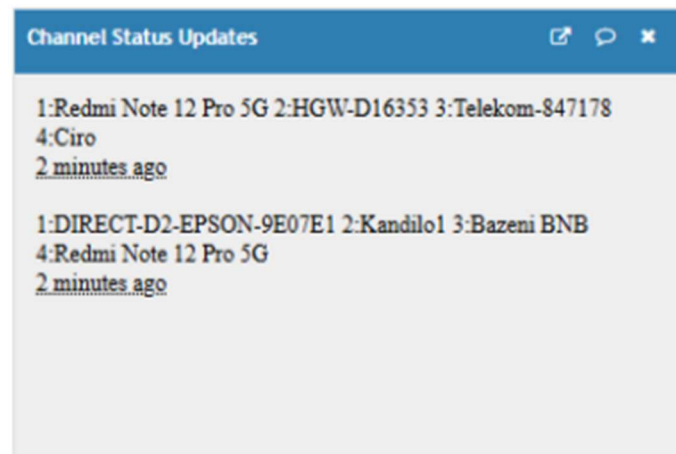 Channel Status Updates
1:Redmi Note 12 Pro 5G 2:HGW-D16353 3:Telekom-847178
4:Ciro
2 minutes ago
1:DIRECT-D2-EPSON-9E07E1 2:Kandilo1 3:Bazeni BNB
4:Redmi Note 12 Pro 5G
2 minutes ago